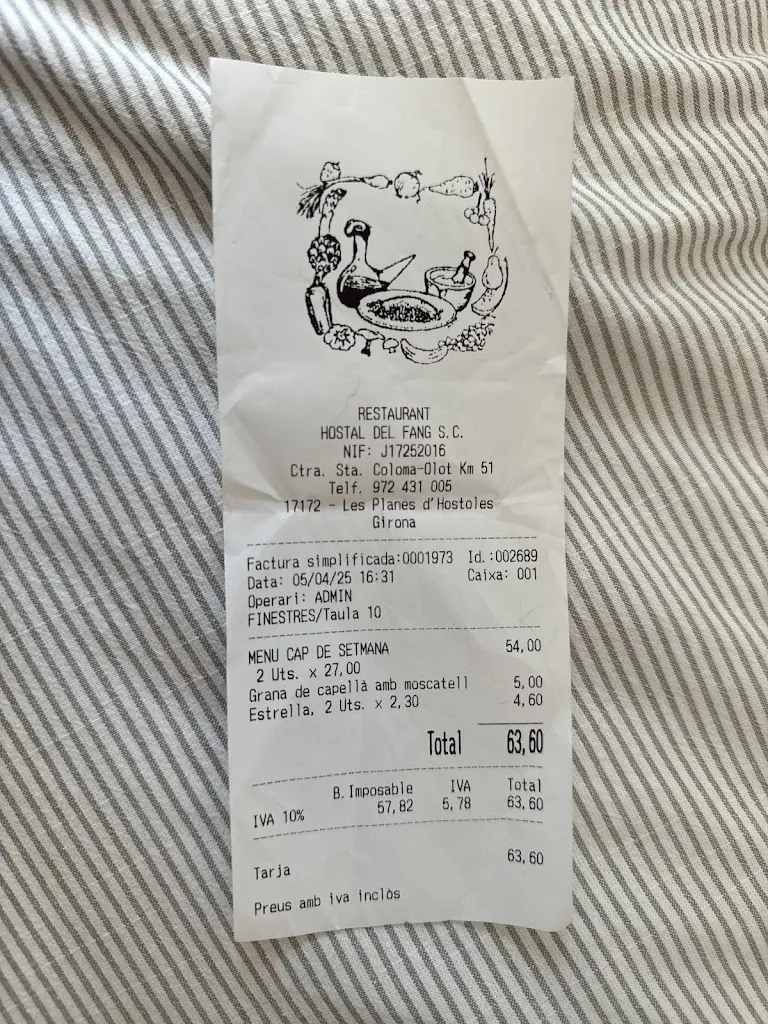 RESTAURANT
HOSTAL DEL FANG S.C.
NIF: J17252016
Ctra. Sta. Coloma-Olot Km 51
Telf. 972 431 005
17172 - Les Planes d'Hostoles
Girona
Factura simplificada:0001973 Id.:002689
Data: 05/04/25 16:31 Caixa: 001
Operari: ADMIN
FINESTRES/Taula 10
MENU CAP DE SETMANA 54,00
2 Uts. x 27,00
Grana de capellà amb moscatell 5,00
Estrella, 2 Uts. x 2,30 4,60
Total 63,60
B.Imposable IVA Total
IVA 10% 57,82 5,78 63,60
Tarja 63,60
Preus amb iva inclòs